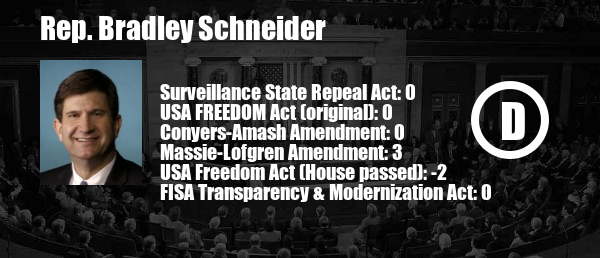 Rep. Bradley Schneider
Surveillance State Repeal Act: 0
USA FREEDOM Act (original): 0
Conyers-Amash Amendment: 0
Massie-Lofgren Amendment: 3
USA Freedom Act (House passed): -2
FISA Transparency & Modernization Act: 0
D